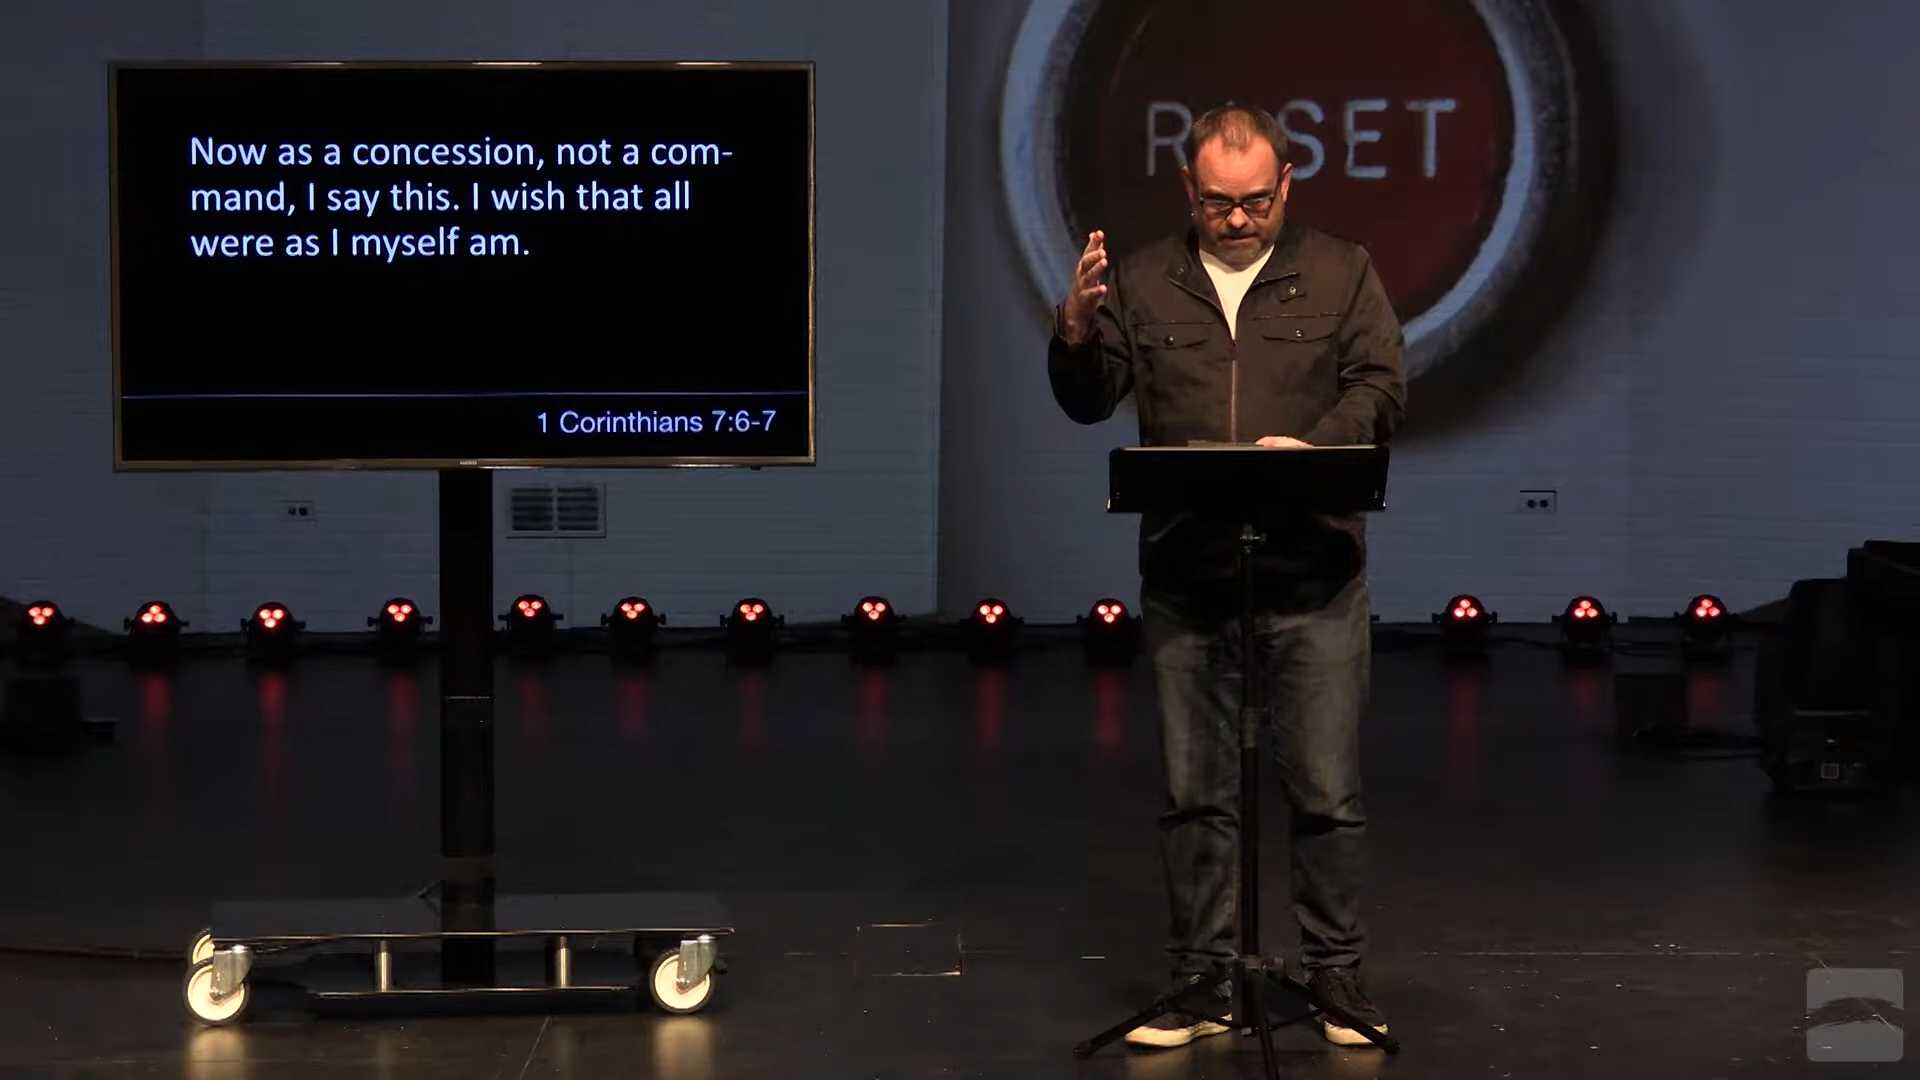 Now as a concession, not a com-
mand, I say this. I wish that all
were as I myself am.
1 Corinthians 7:6-7
RESET